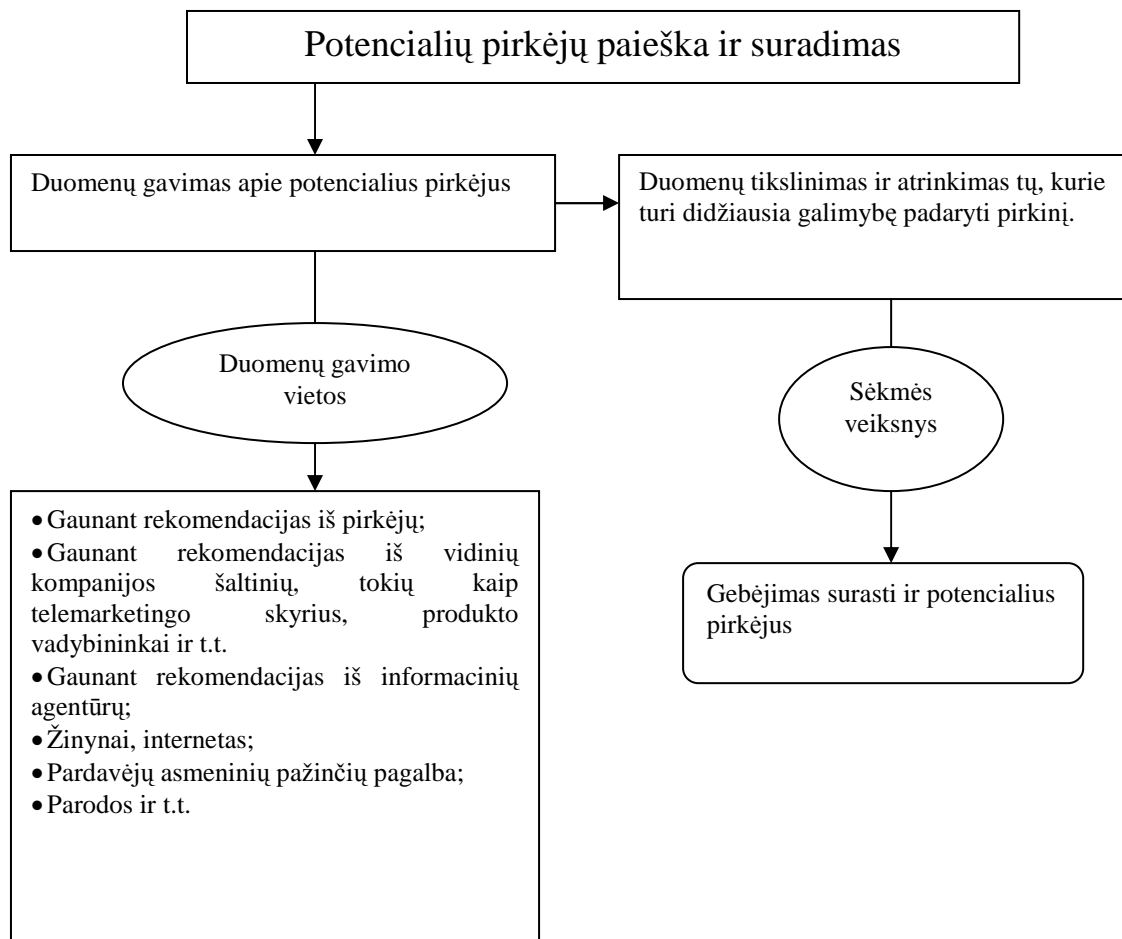 Potencialių pirkėjų paieška ir suradimas
Duomenų gavimas apie potencialius pirkėjus
Duomenų tikslinimas ir atrinkimas tų, kurie
turi didžiausia galimybę padaryti pirkinį.
Duomenų gavimo
vietos
Sėkmės
veiksnys
• Gaunant rekomendacijas iš pirkėjų;
• Gaunant rekomendacijas iš vidinių
kompanijos šaltinių, tokių kaip
telemarketingo skyrius, produkto
vadybininkai ir t.t.
• Gaunant rekomendacijas iš informacinių
agentūrų;
• Žinynai, internetas;
• Pardavėjų asmeninių pažinčių pagalba;
• Parodos ir t.t.
Gebėjimas surasti ir potencialius
pirkėjus